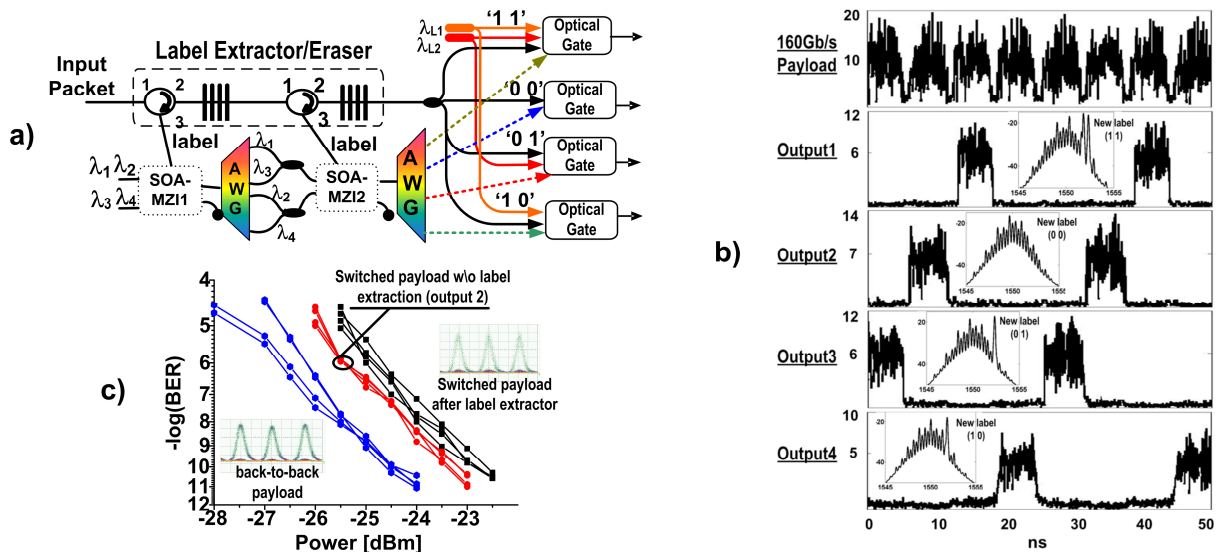 a)
Label Extractor/Eraser
Input
Packet
1 2
3
1 2
3
label
label
λ1 λ2
λ3 λ4
SOA-
MZI1
A
W
G
λ1
λ3
λ2
λ4
SOA-
MZI2
A
W
G
λL1
λL2
'1 1'
Optical
Gate
'0 0'
Optical
Gate
'0 1'
Optical
Gate
'1 0'
Optical
Gate
b)
160Gb/s
Payload
20
10
Output1
12
6
-20
-40
1545
1550
1555
New label
(1 1)
Output2
14
7
-20
-40
1545
1550
1555
New label
(0 0)
Output3
12
6
-20
-40
1545
1550
1555
New label
(0 1)
Output4
10
5
-20
-40
1545
1550
1555
New label
(1 0)
0 10 20 30 40 50
ns
c)
Switched payload w/o label
extraction (output 2)
Switched payload
after label extractor
back-to-back
payload
-log(BER)
4
5
6
7
8
9
10
11
12
-28 -27 -26 -25 -24 -23
Power [dBm]